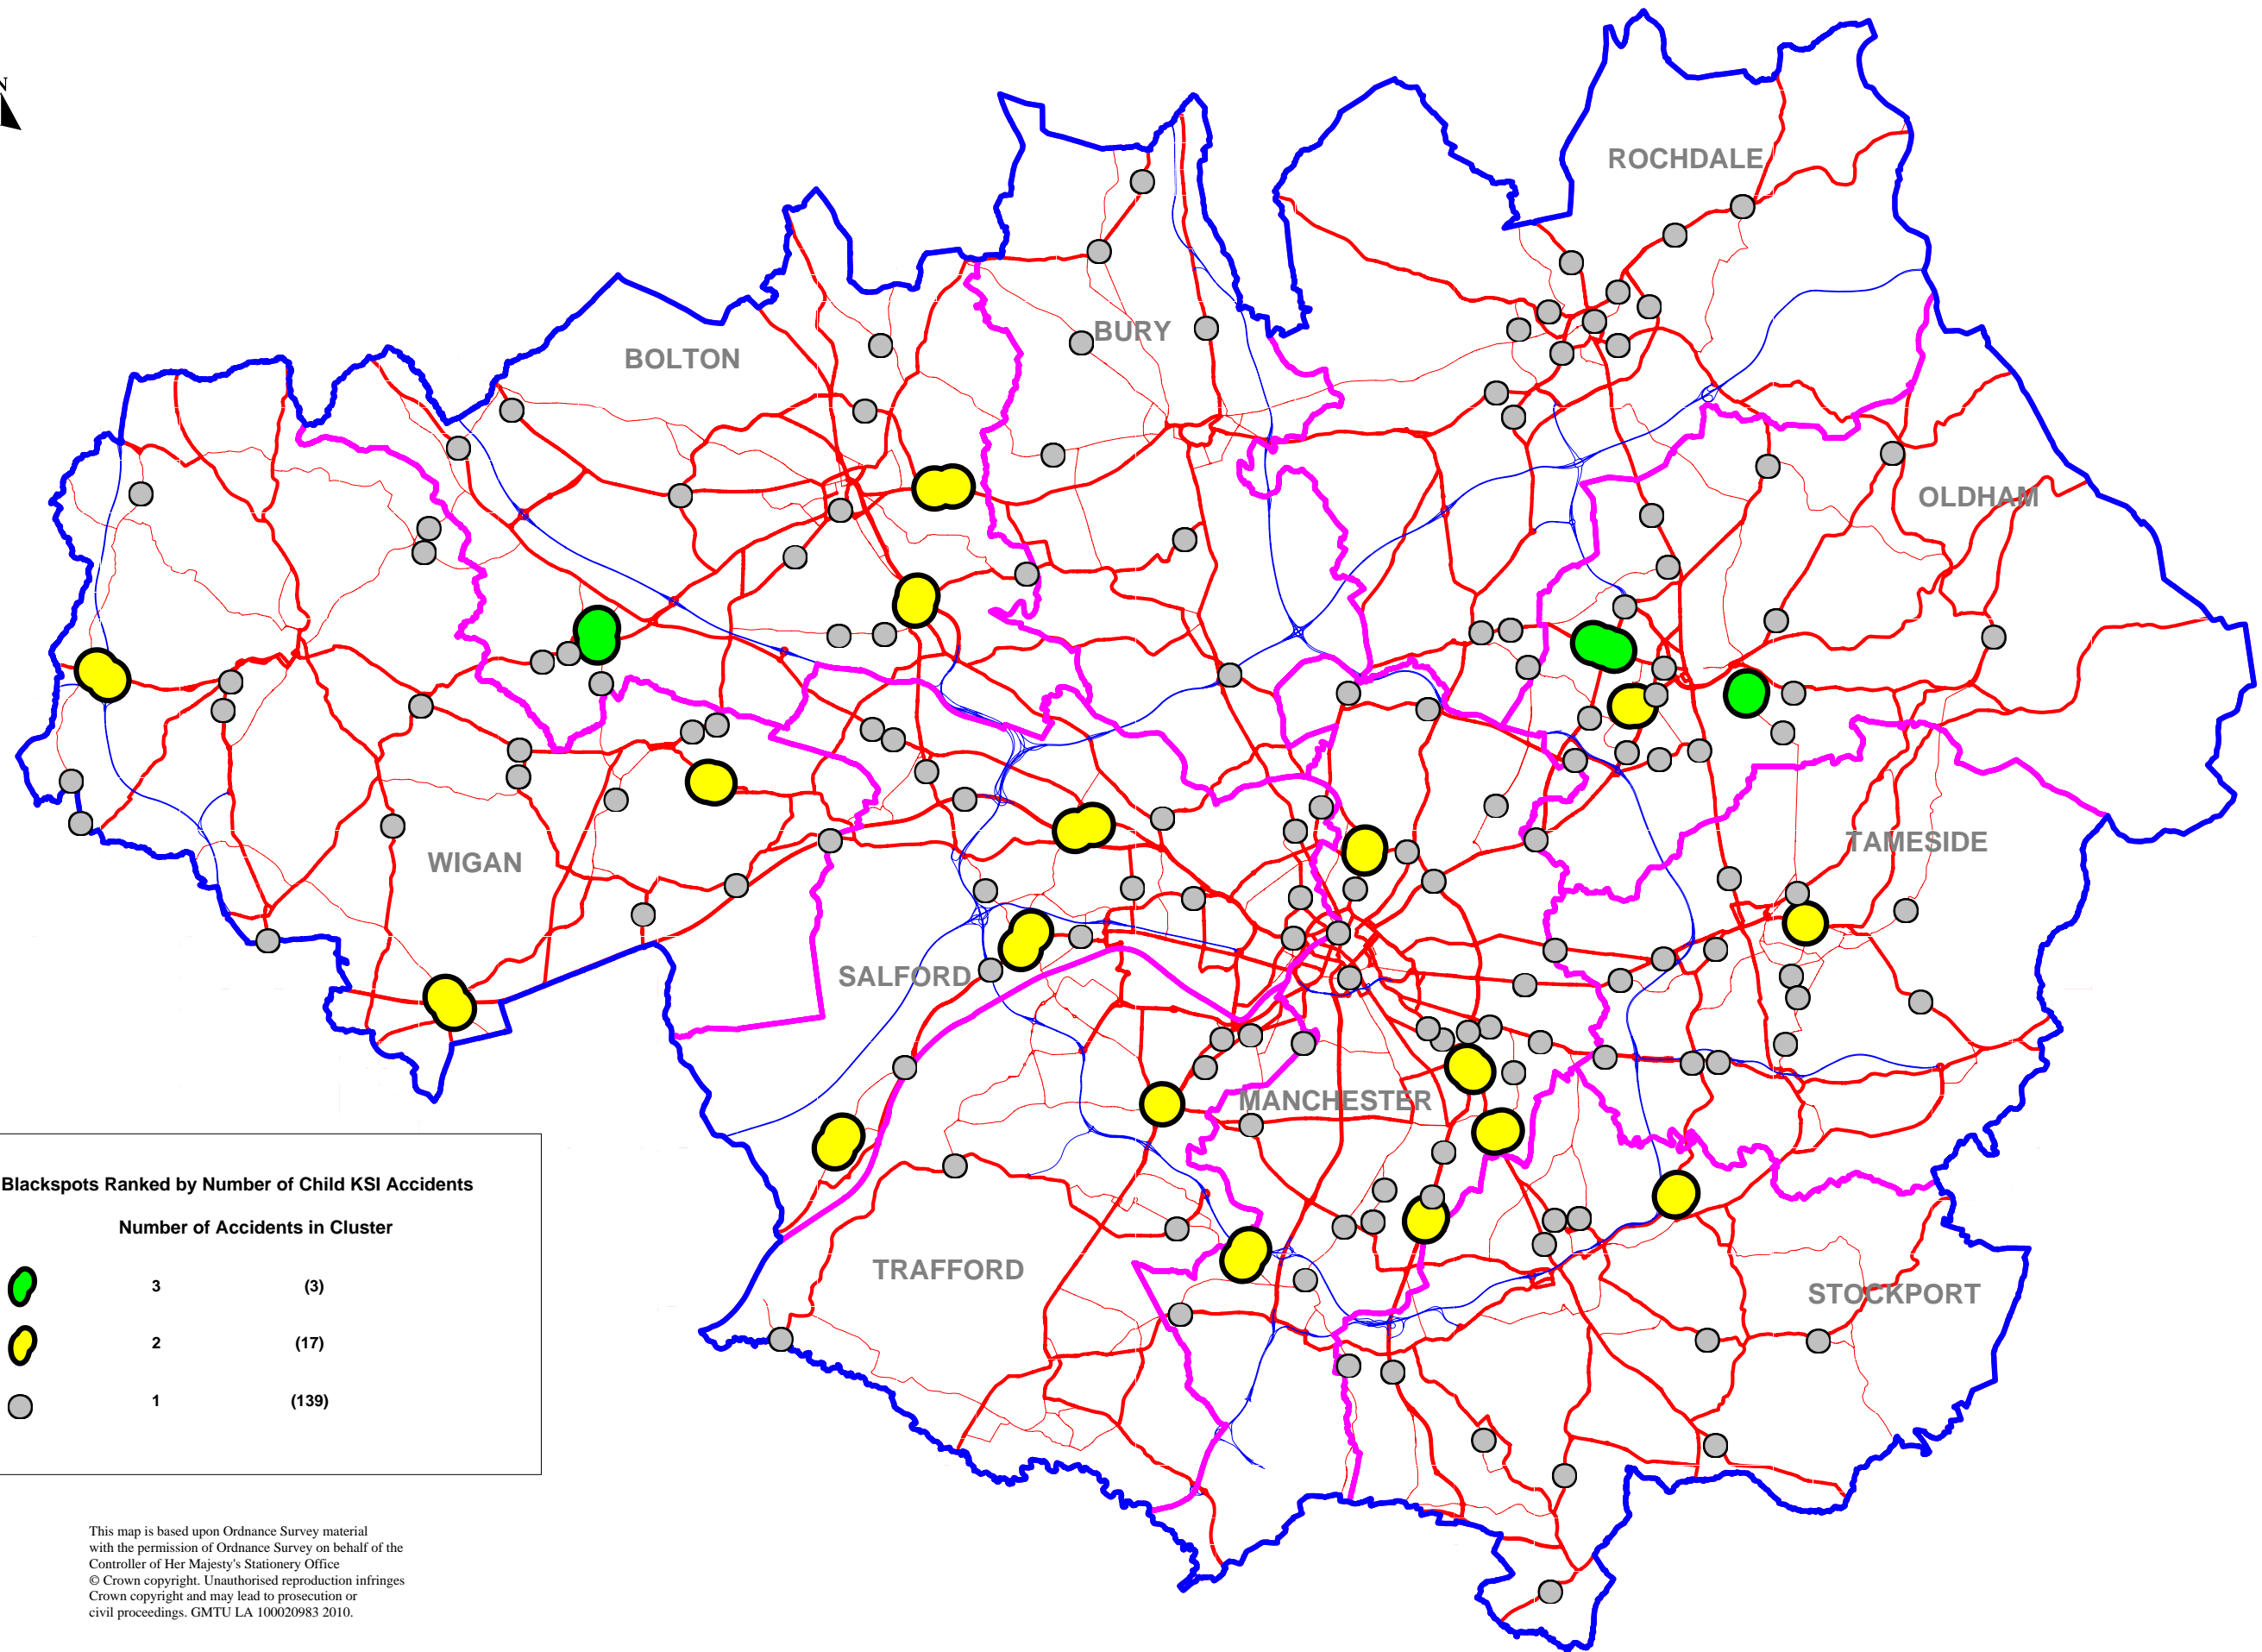 N
ROCHDALE
BURY
BOLTON
OLDHAM
TAMESIDE
WIGAN
SALFORD
MANCHESTER
TRAFFORD
STOCKPORT
Blackspots Ranked by Number of Child KSI Accidents
Number of Accidents in Cluster
3 (3)
2 (17)
1 (139)
This map is based upon Ordnance Survey material
with the permission of Ordnance Survey on behalf of the
Controller of Her Majesty's Stationery Office
© Crown copyright. Unauthorised reproduction infringes
Crown copyright and may lead to prosecution or
civil proceedings. GMTU LA 100020983 2010.